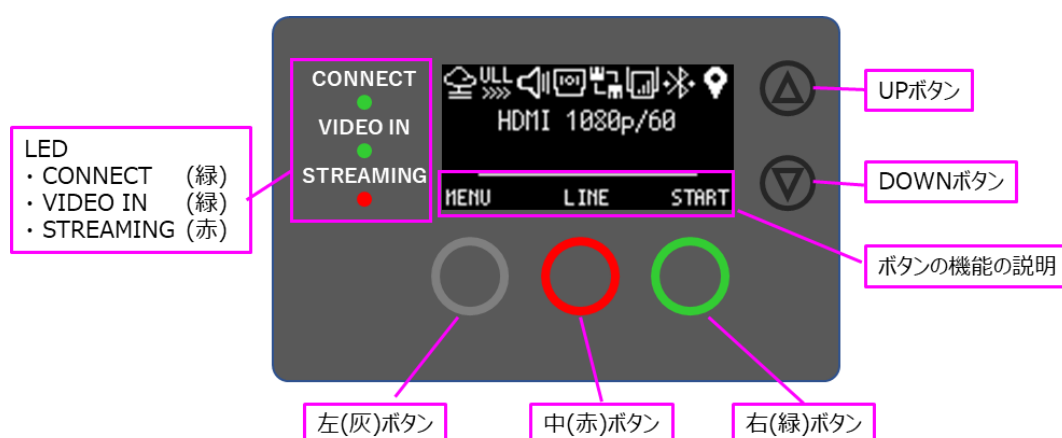 CONNECT
VIDEO IN
STREAMING
ULL
HDMI 1080p/60
MENU LINE START
LED
・CONNECT (緑)
・VIDEO IN (緑)
・STREAMING (赤)
UPボタン
DOWNボタン
ボタンの機能の説明
左(灰)ボタン
中(赤)ボタン
右(緑)ボタン